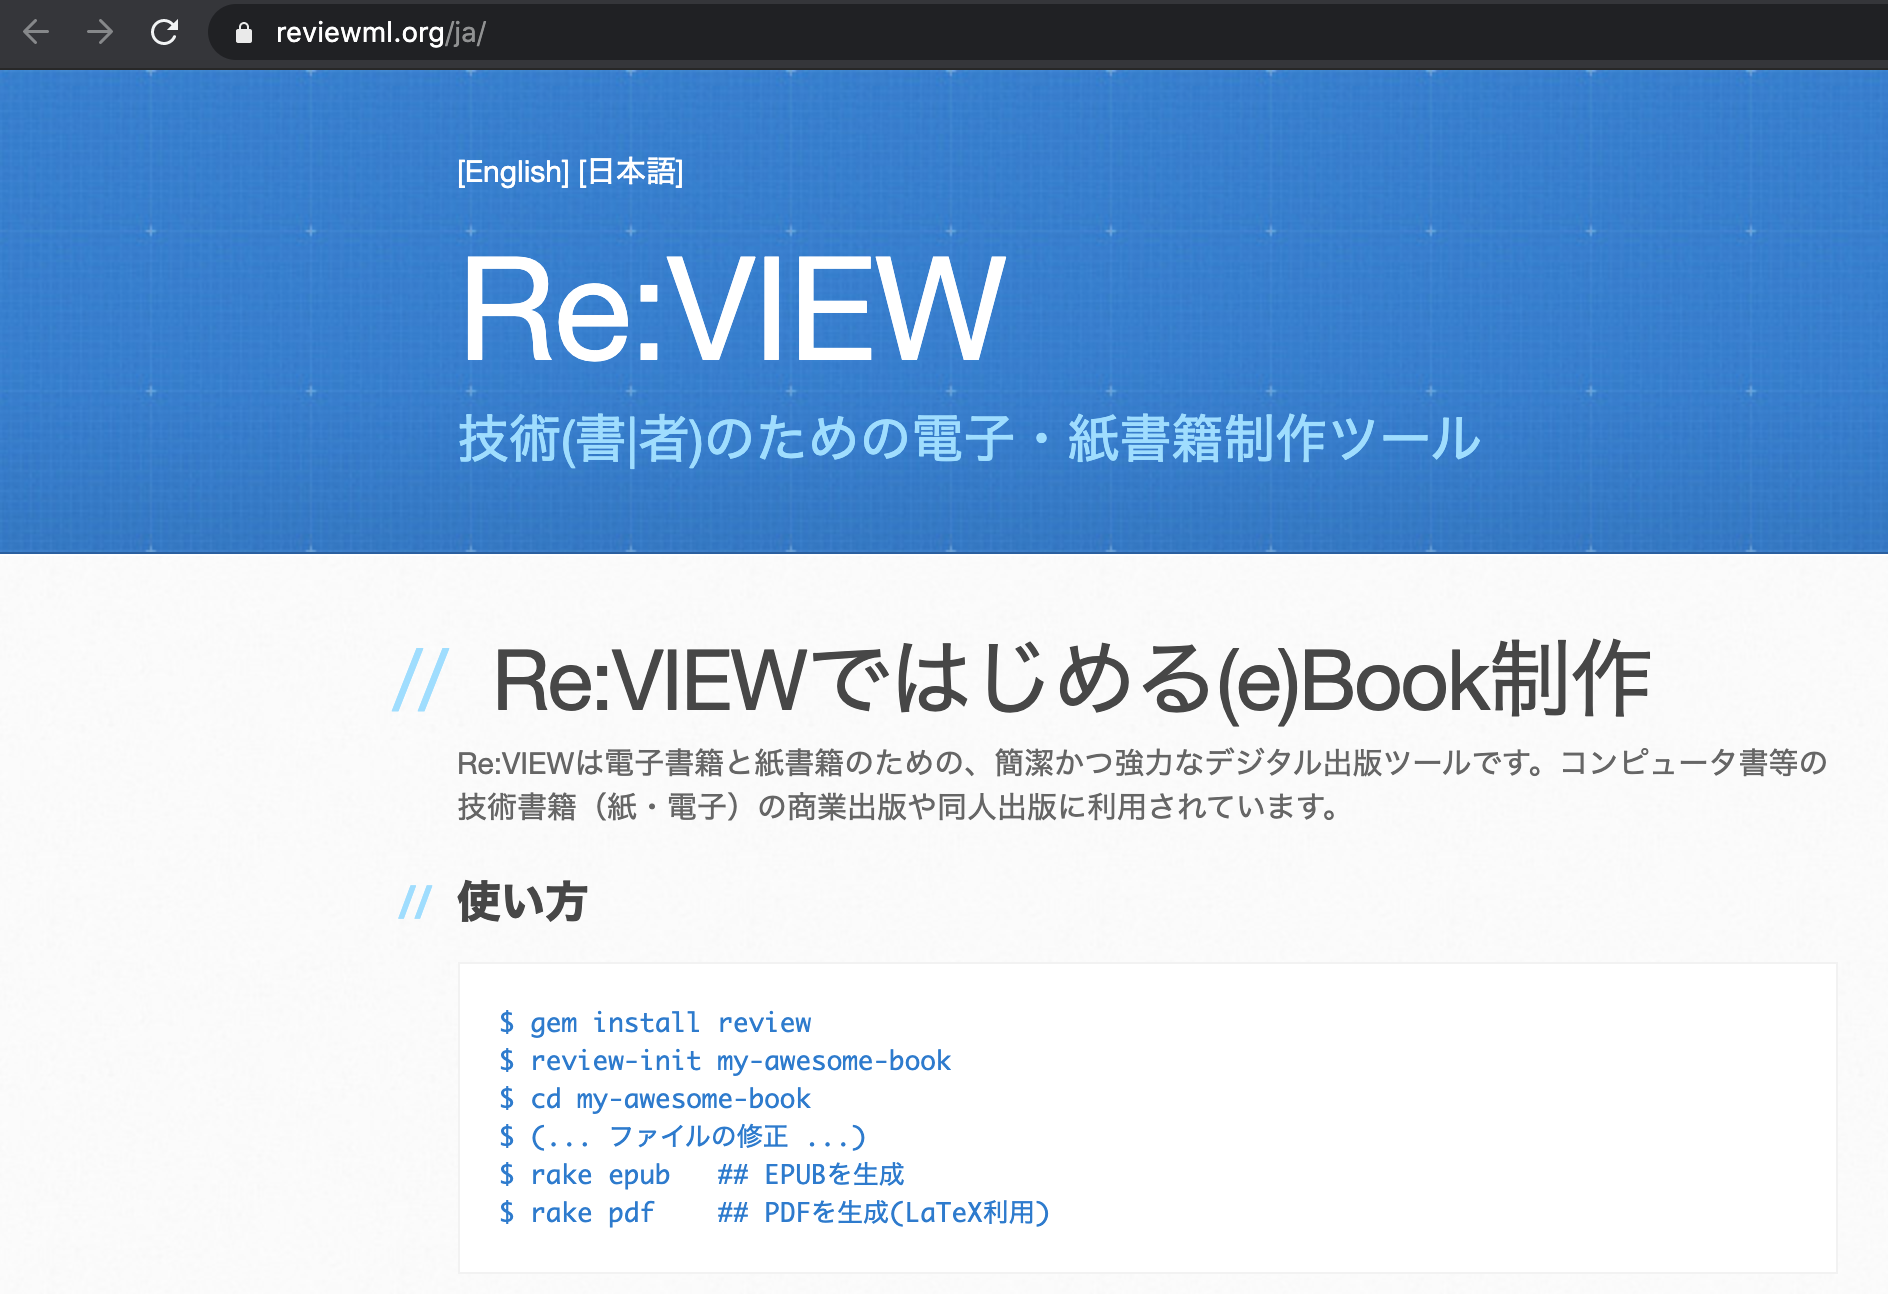 reviewml.org/ja/
[English] [日本語]
Re:VIEW
技術(書|者)のための電子・紙書籍制作ツール
// Re:VIEWではじめる(e)Book制作
Re:VIEWは電子書籍と紙書籍のための、簡潔かつ強力なデジタル出版ツールです。コンピュータ書等の
技術書籍（紙・電子）の商業出版や同人出版に利用されています。
// 使い方
$ gem install review
$ review-init my-awesome-book
$ cd my-awesome-book
$ (... ファイルの修正 ...)
$ rake epub   ## EPUBを生成
$ rake pdf    ## PDFを生成(LaTeX利用)